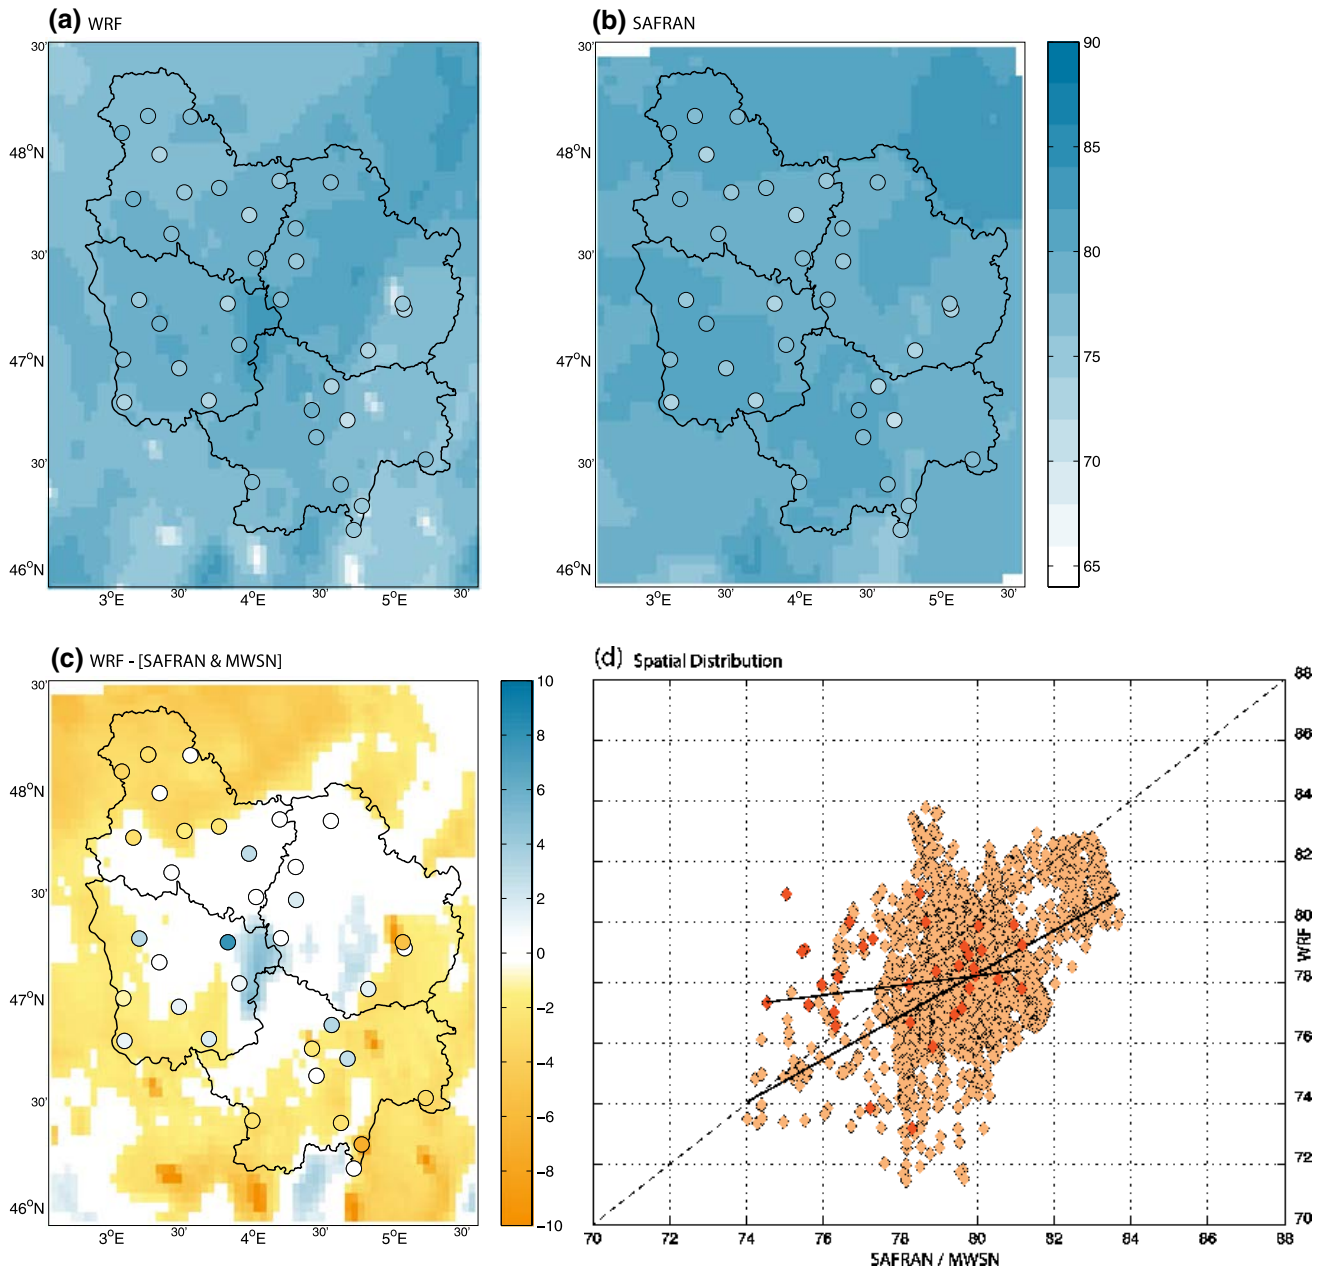 (a) WRF
(b) SAFRAN
30'
48°N
30'
47°N
30'
46°N
3°E 30' 4°E 30' 5°E 30'
30'
48°N
30'
47°N
30'
46°N
3°E 30' 4°E 30' 5°E 30'
90
85
80
75
70
65
(c) WRF - [SAFRAN & MWSN]
30'
48°N
30'
47°N
30'
46°N
3°E 30' 4°E 30' 5°E 30'
10
8
6
4
2
0
−2
−4
−6
−8
−10
(d) Spatial Distribution
88
86
84
82
80
78
76
74
72
70
WRF
70 72 74 76 78 80 82 84 86 88
SAFRAN / MWSN